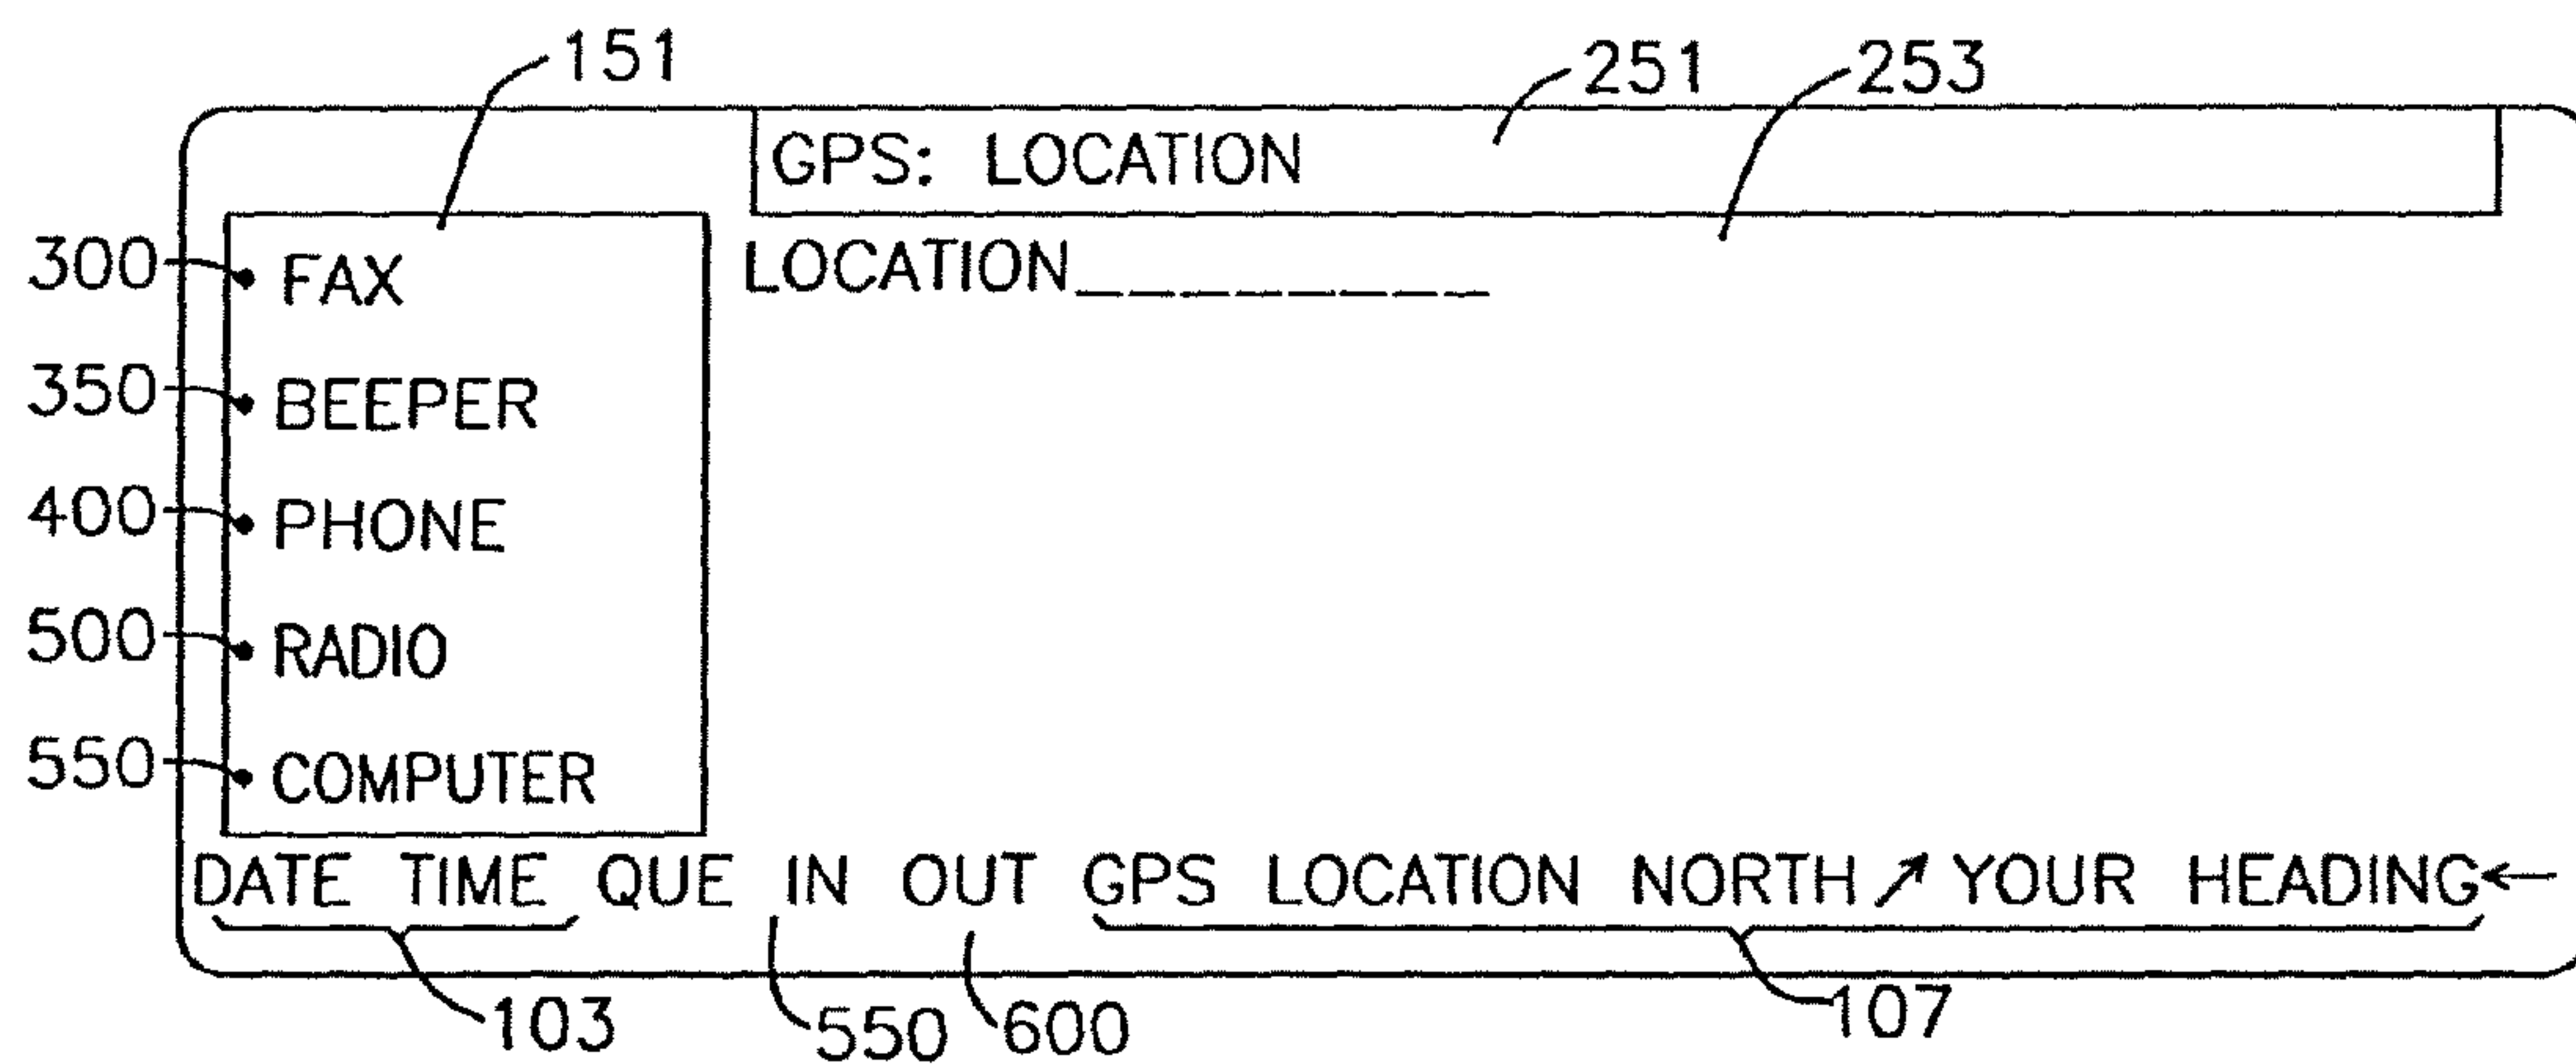 151 251 253
GPS: LOCATION
300 FAX LOCATION________
350 BEEPER
400 PHONE
500 RADIO
550 COMPUTER
DATE TIME QUE IN OUT GPS LOCATION NORTH ↗ YOUR HEADING ←
103 550 600 107